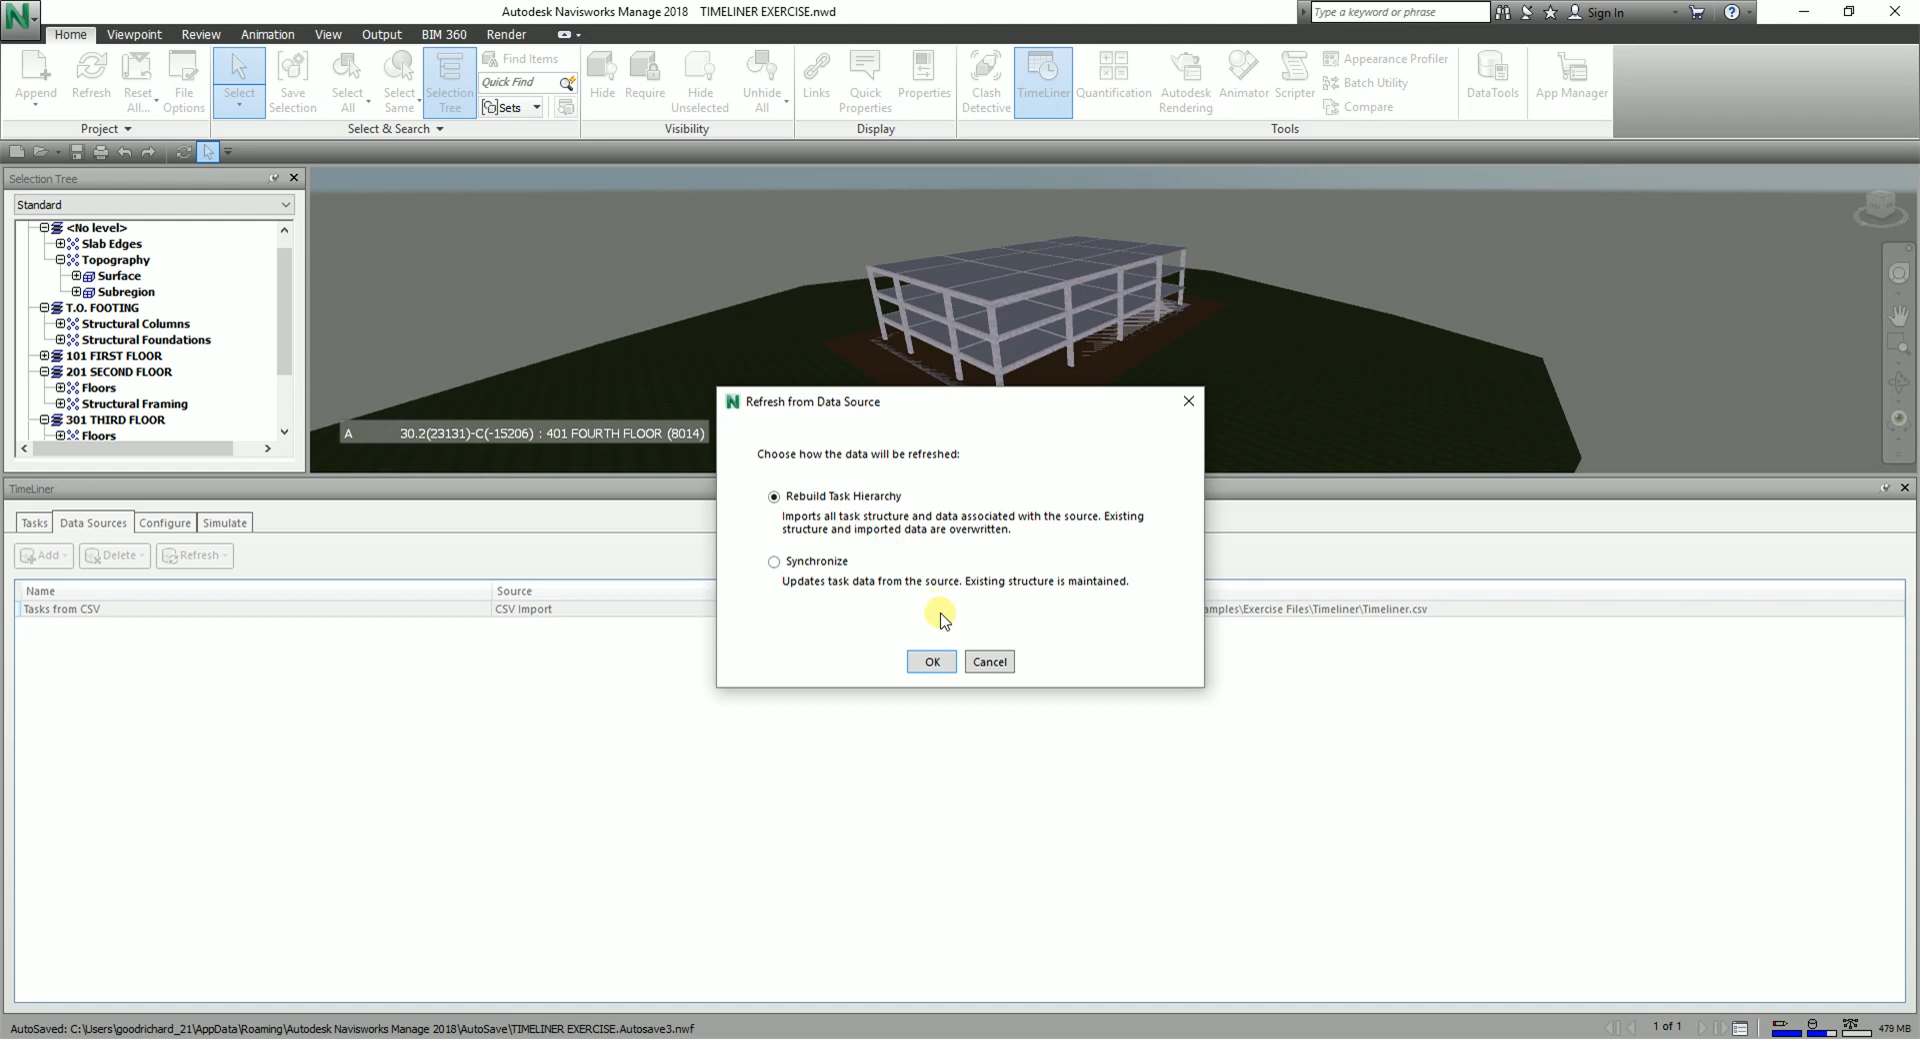 Autodesk Navisworks Manage 2018 TIMELINER EXERCISE.nwd
Type a keyword or phrase
Sign In
Home Viewpoint Review Animation View Output BIM 360 Render
Append
Refresh
Reset
All...
File
Options
Project
Select
Save
Selection
Select
All
Select
Same
Selection
Tree
Find Items
Quick Find
Sets
Select & Search
Hide
Require
Hide
Unselected
Unhide
All
Visibility
Links
Quick
Properties
Properties
Display
Clash
Detective
TimeLiner
Quantification
Autodesk
Rendering
Animator
Scripter
Appearance Profiler
Batch Utility
Compare
Tools
DataTools
App Manager
Selection Tree
Standard
<No level>
Slab Edges
Topography
Surface
Subregion
T.O. FOOTING
Structural Columns
Structural Foundations
101 FIRST FLOOR
201 SECOND FLOOR
Floors
Structural Framing
301 THIRD FLOOR
Floors
A 30.2(23131)-C(-15206) : 401 FOURTH FLOOR (8014)
Refresh from Data Source
Choose how the data will be refreshed:
Rebuild Task Hierarchy
Imports all task structure and data associated with the source. Existing
structure and imported data are overwritten.
Synchronize
Updates task data from the source. Existing structure is maintained.
OK Cancel
TimeLiner
Tasks Data Sources Configure Simulate
Add Delete Refresh
Name Source
Tasks from CSV CSV Import amples\Exercise Files\Timeliner\Timeliner.csv
AutoSaved: C:\Users\goodrichard_21\AppData\Roaming\Autodesk Navisworks Manage 2018\AutoSave\TIMELINER EXERCISE.Autosave3.nwf
1 of 1
479 MB